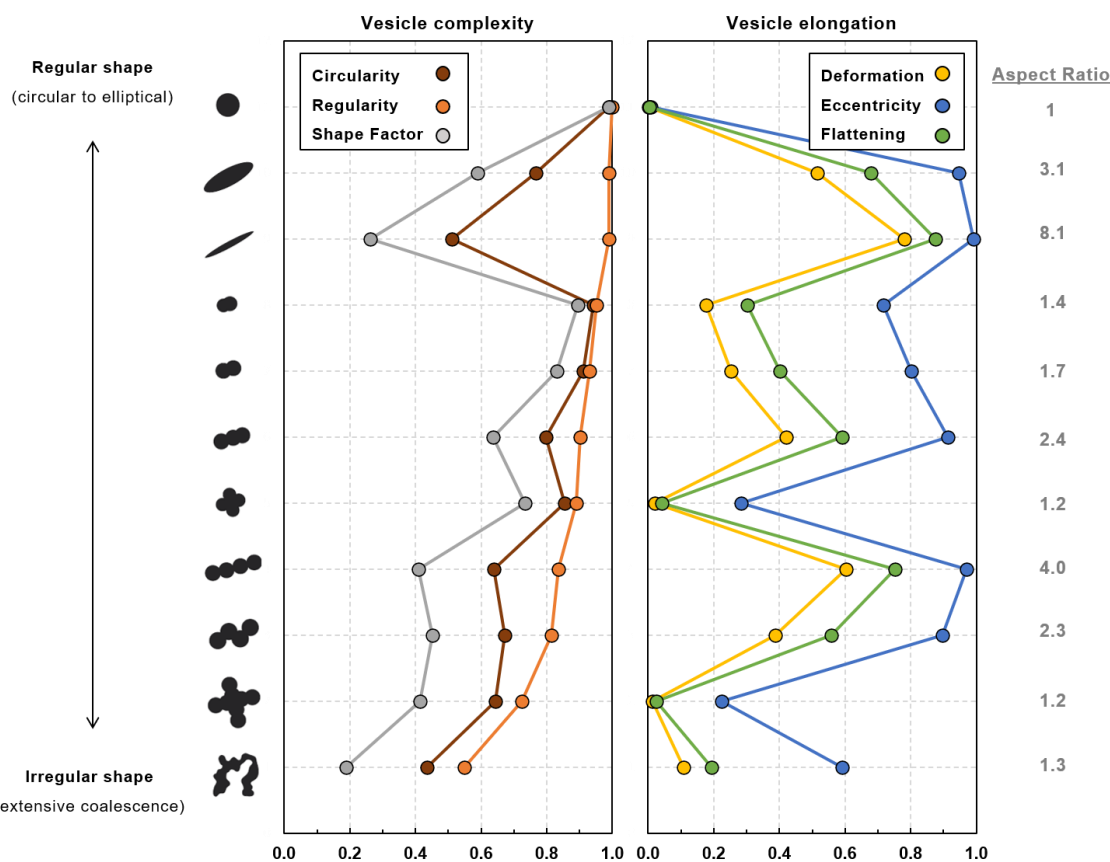 Vesicle complexity
Vesicle elongation
Regular shape
(circular to elliptical)
Circularity
Regularity
Shape Factor
Deformation
Eccentricity
Flattening
Aspect Ratio
1
3.1
8.1
1.4
1.7
2.4
1.2
4.0
2.3
1.2
1.3
Irregular shape
extensive coalescence)
0.0 0.2 0.4 0.6 0.8 1.0
0.0 0.2 0.4 0.6 0.8 1.0